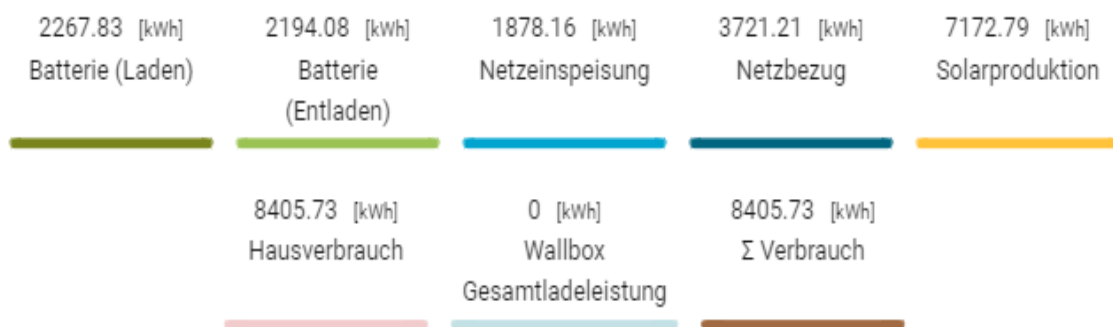 2267.83 [kWh] 2194.08 [kWh] 1878.16 [kWh] 3721.21 [kWh] 7172.79 [kWh]
Batterie (Laden) Batterie Netzeinspeisung Netzbezug Solarproduktion
(Entladen)
8405.73 [kWh] 0 [kWh] 8405.73 [kWh]
Hausverbrauch Wallbox Σ Verbrauch
Gesamtladeleistung